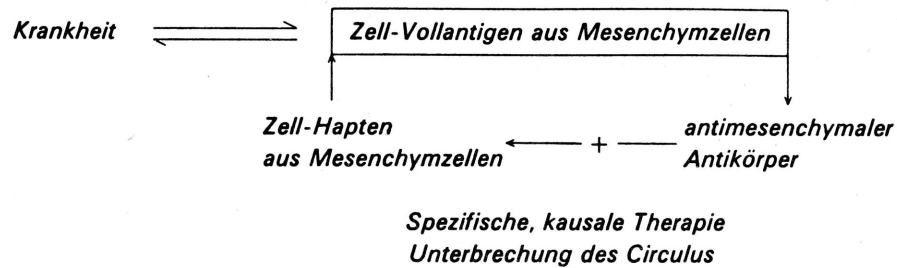 Krankheit
Zell-Vollantigen aus Mesenchymzellen
Zell-Hapten
aus Mesenchymzellen
+
antimesenchymaler
Antikörper
Spezifische, kausale Therapie
Unterbrechung des Circulus